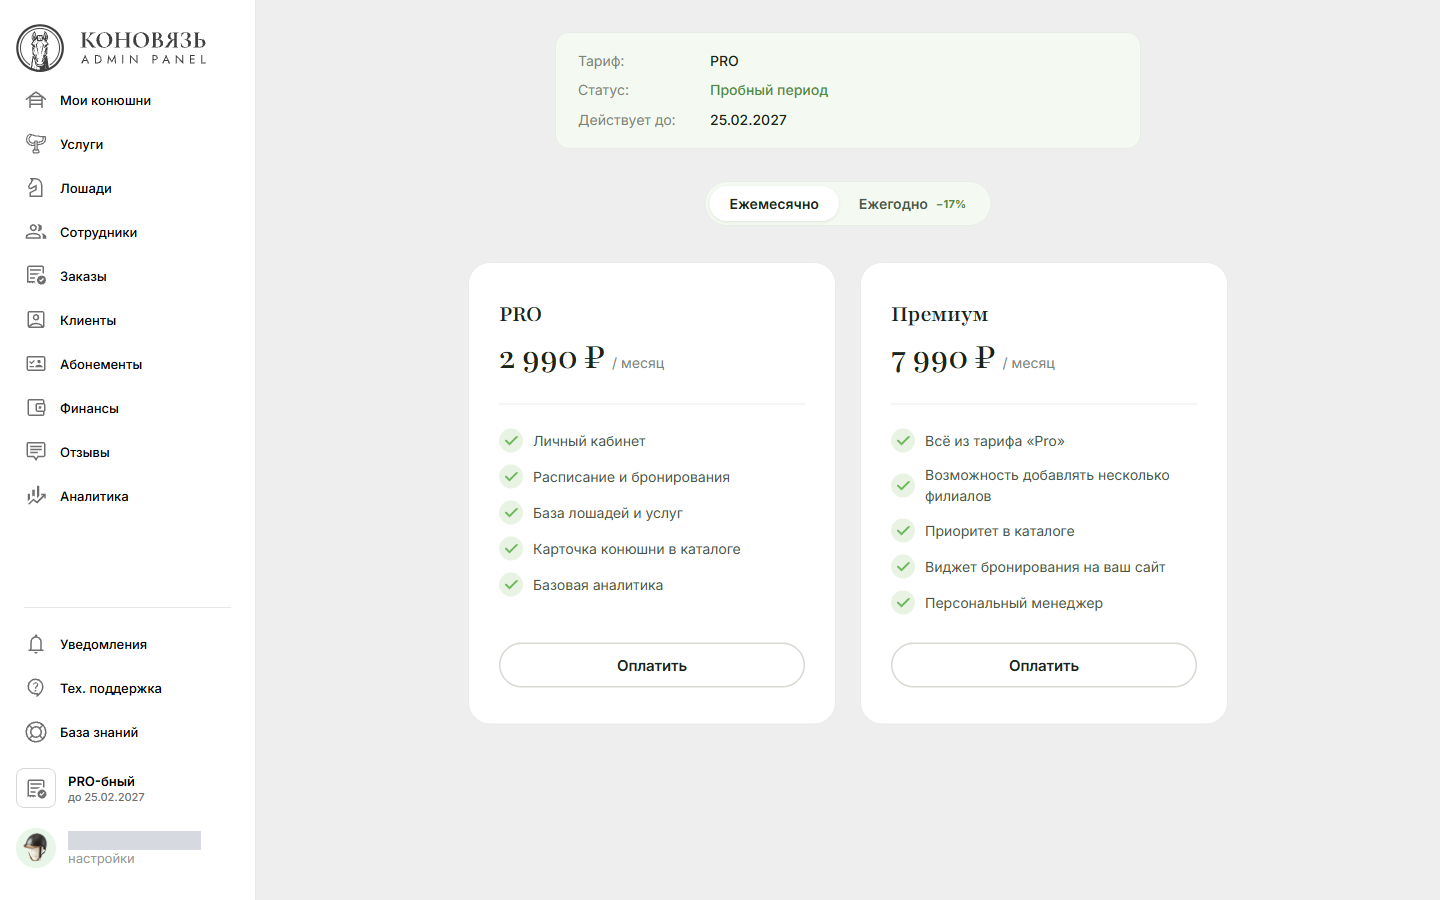 КОНОВЯЗЬ
ADMIN PANEL
Мои конюшни
Услуги
Лошади
Сотрудники
Заказы
Клиенты
Абонементы
Финансы
Отзывы
Аналитика
Уведомления
Тех. поддержка
База знаний
PRO-бный
до 25.02.2027
настройки
Тариф: PRO
Статус: Пробный период
Действует до: 25.02.2027
Ежемесячно Ежегодно −17%
PRO
2 990 ₽ / месяц
Личный кабинет
Расписание и бронирования
База лошадей и услуг
Карточка конюшни в каталоге
Базовая аналитика
Оплатить
Премиум
7 990 ₽ / месяц
Всё из тарифа «Pro»
Возможность добавлять несколько
филиалов
Приоритет в каталоге
Виджет бронирования на ваш сайт
Персональный менеджер
Оплатить